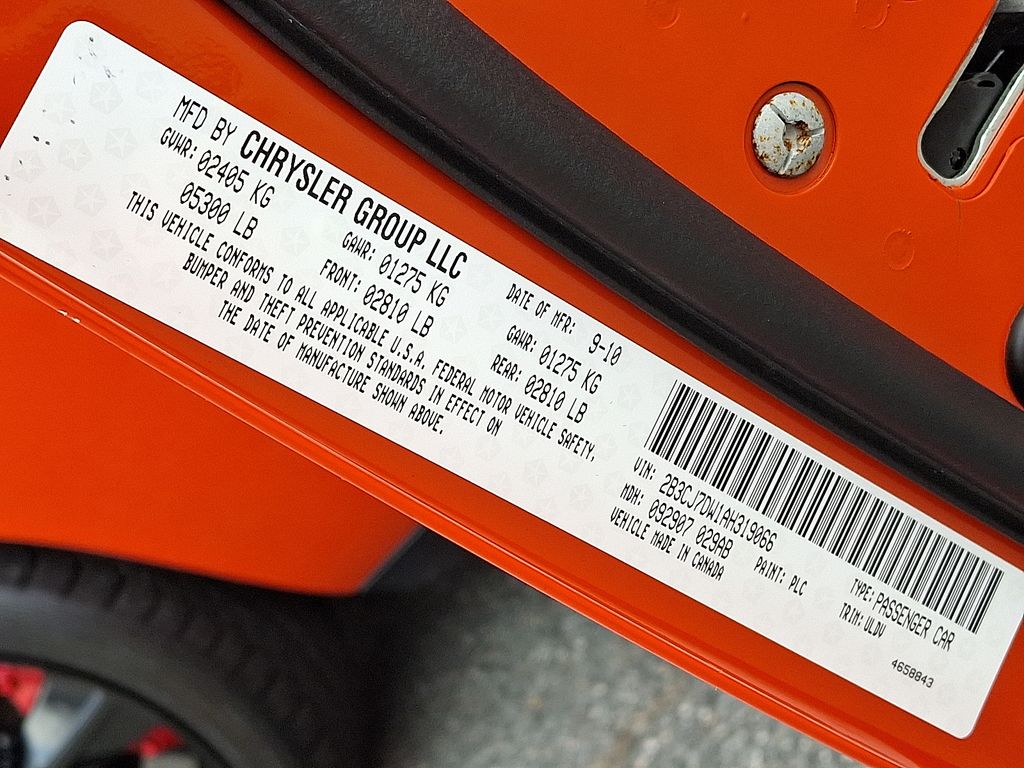 MFD BY CHRYSLER GROUP LLC
DATE OF MFR: 9-10
GVWR: 02405 KG
05300 LB
GAWR: 01275 KG
FRONT: 02810 LB
GAWR: 01275 KG
REAR: 02810 LB
THIS VEHICLE CONFORMS TO ALL APPLICABLE U.S.A. FEDERAL MOTOR VEHICLE SAFETY,
BUMPER AND THEFT PREVENTION STANDARDS IN EFFECT ON
THE DATE OF MANUFACTURE SHOWN ABOVE.
VIN: 2B3CJ7DW1AH319066
TYPE: PASSENGER CAR
MDH: 092907 029AB
PAINT: PLC
TRIM: ULDV
VEHICLE MADE IN CANADA
4658843